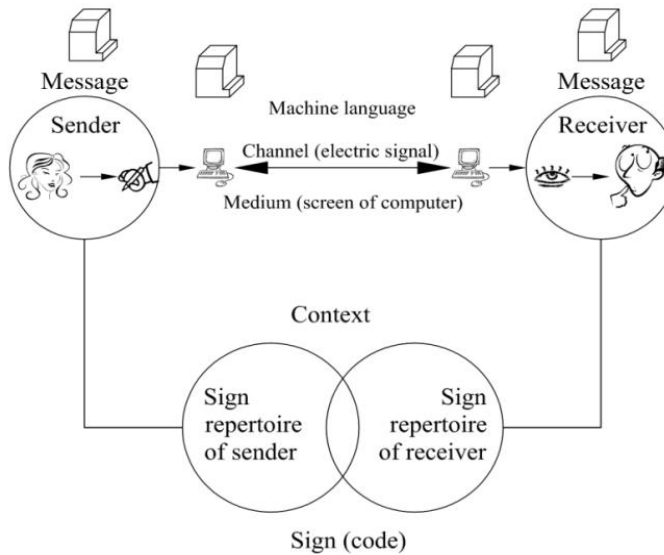 Message
Message
Machine language
Sender
Receiver
Channel (electric signal)
Medium (screen of computer)
Context
Sign
repertoire
of sender
Sign
repertoire
of receiver
Sign (code)